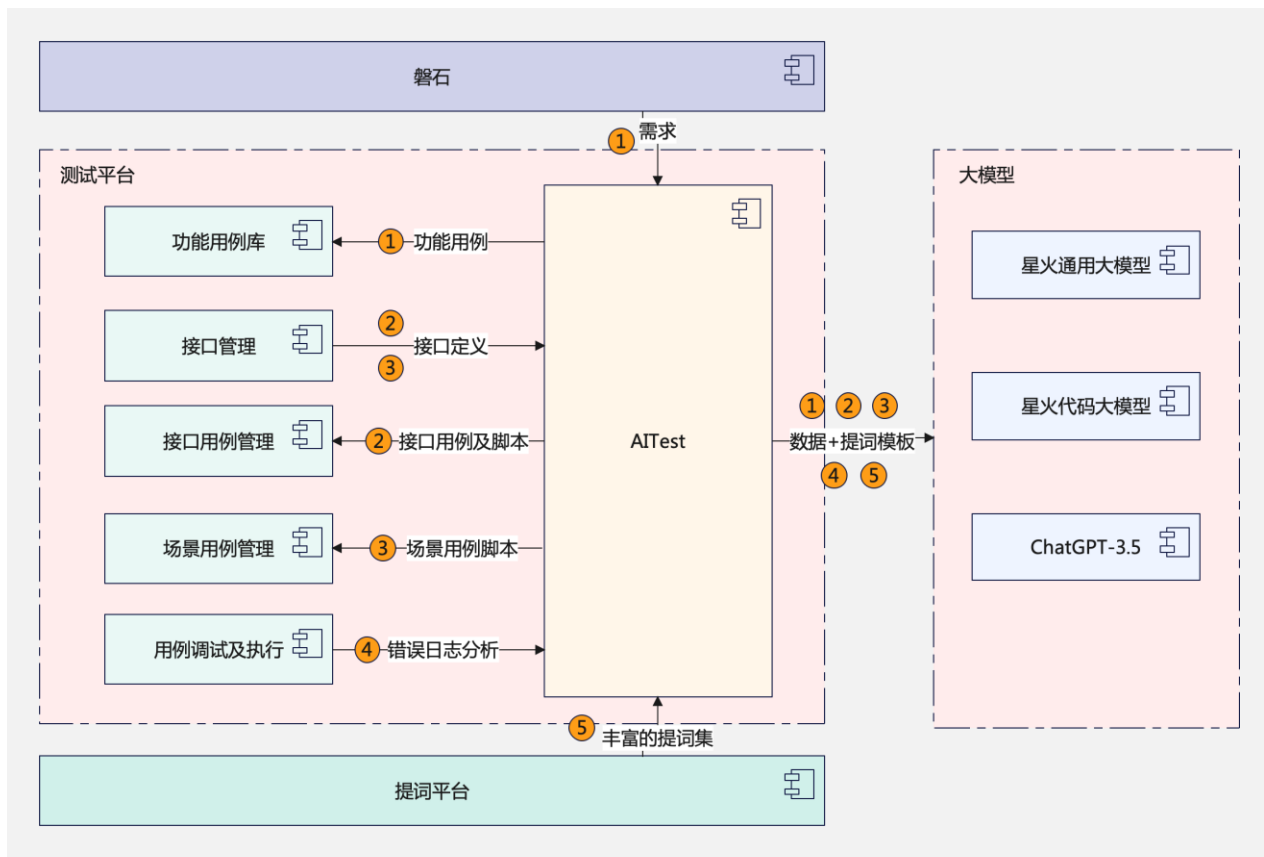 磐石
1 需求
测试平台
大模型
功能用例库
1 功能用例
星火通用大模型
接口管理
2
接口定义
3
星火代码大模型
接口用例管理
2 接口用例及脚本
AITest
1 2 3
数据+提词模板
4 5
场景用例管理
3 场景用例脚本
ChatGPT-3.5
用例调试及执行
4 错误日志分析
5 丰富的提词集
提词平台